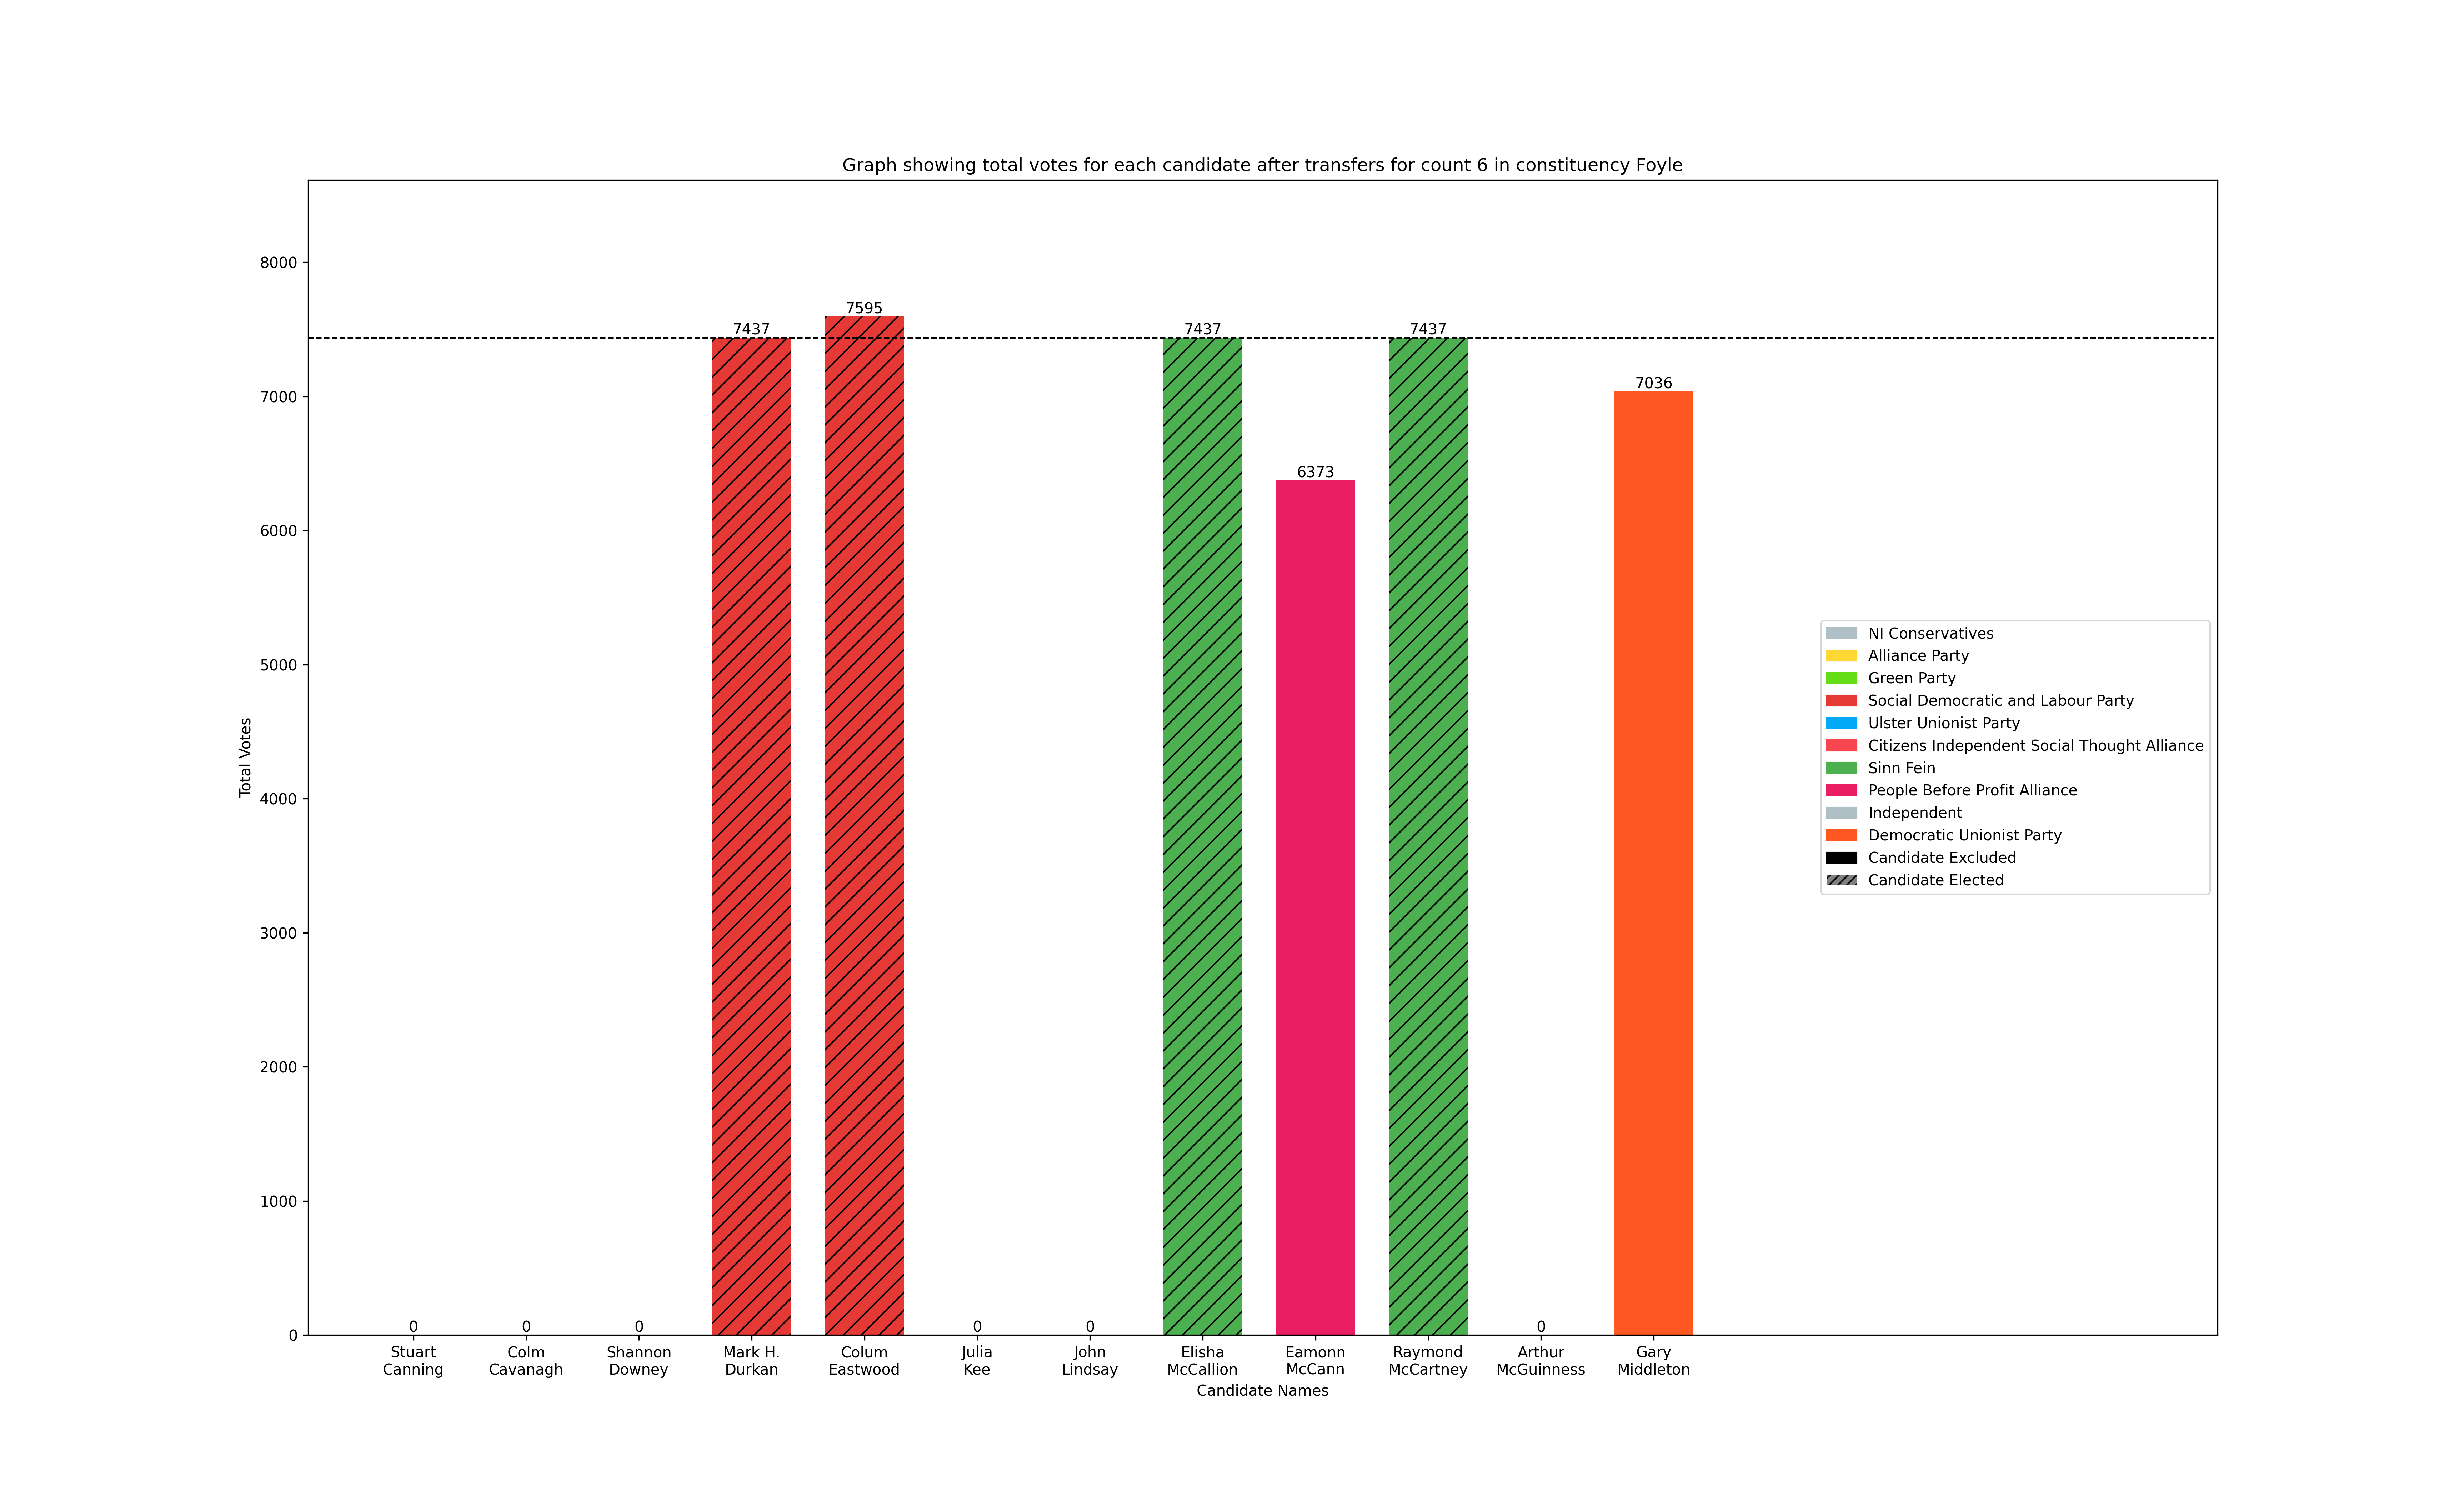 Graph showing total votes for each candidate after transfers for count 6 in constituency Foyle
8000
7000
6000
5000
4000
3000
2000
1000
0
Total Votes
0
0
0
7437
7595
0
0
7437
6373
7437
0
7036
Stuart
Canning
Colm
Cavanagh
Shannon
Downey
Mark H.
Durkan
Colum
Eastwood
Julia
Kee
John
Lindsay
Elisha
McCallion
Eamonn
McCann
Raymond
McCartney
Arthur
McGuinness
Gary
Middleton
Candidate Names
NI Conservatives
Alliance Party
Green Party
Social Democratic and Labour Party
Ulster Unionist Party
Citizens Independent Social Thought Alliance
Sinn Fein
People Before Profit Alliance
Independent
Democratic Unionist Party
Candidate Excluded
Candidate Elected